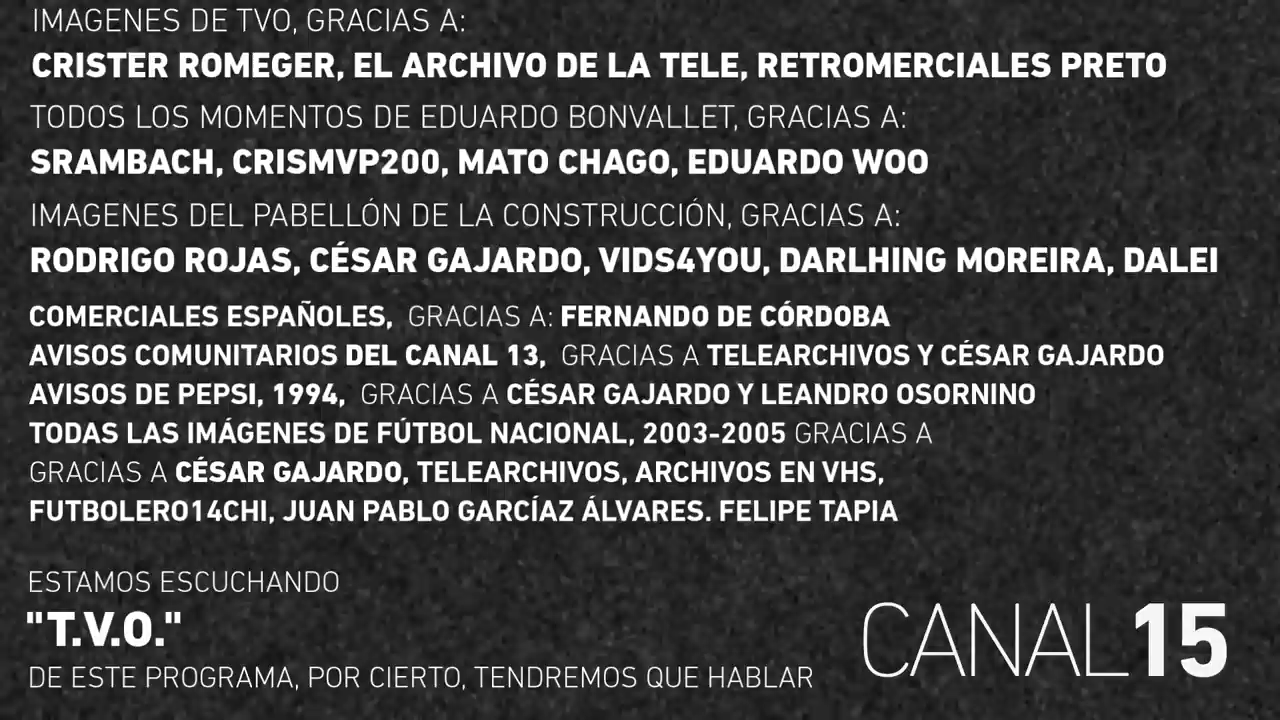 IMAGENES DE TVO, GRACIAS A:
CRISTER ROMEGER, EL ARCHIVO DE LA TELE, RETROMERCIALES PRETO
TODOS LOS MOMENTOS DE EDUARDO BONVALLET, GRACIAS A:
SRAMBACH, CRISMVP200, MATO CHAGO, EDUARDO WOO
IMAGENES DEL PABELLÓN DE LA CONSTRUCCIÓN, GRACIAS A:
RODRIGO ROJAS, CÉSAR GAJARDO, VIDS4YOU, DARLHING MOREIRA, DALEI
COMERCIALES ESPAÑOLES, GRACIAS A: FERNANDO DE CÓRDOBA
AVISOS COMUNITARIOS DEL CANAL 13, GRACIAS A TELEARCHIVOS Y CÉSAR GAJARDO
AVISOS DE PEPSI, 1994, GRACIAS A CÉSAR GAJARDO Y LEANDRO OSORNINO
TODAS LAS IMÁGENES DE FÚTBOL NACIONAL, 2003-2005 GRACIAS A
GRACIAS A CÉSAR GAJARDO, TELEARCHIVOS, ARCHIVOS EN VHS,
FUTBOLERO14CHI, JUAN PABLO GARCÍAZ ÁLVARES. FELIPE TAPIA
ESTAMOS ESCUCHANDO
"T.V.O."
DE ESTE PROGRAMA, POR CIERTO, TENDREMOS QUE HABLAR
CANAL15